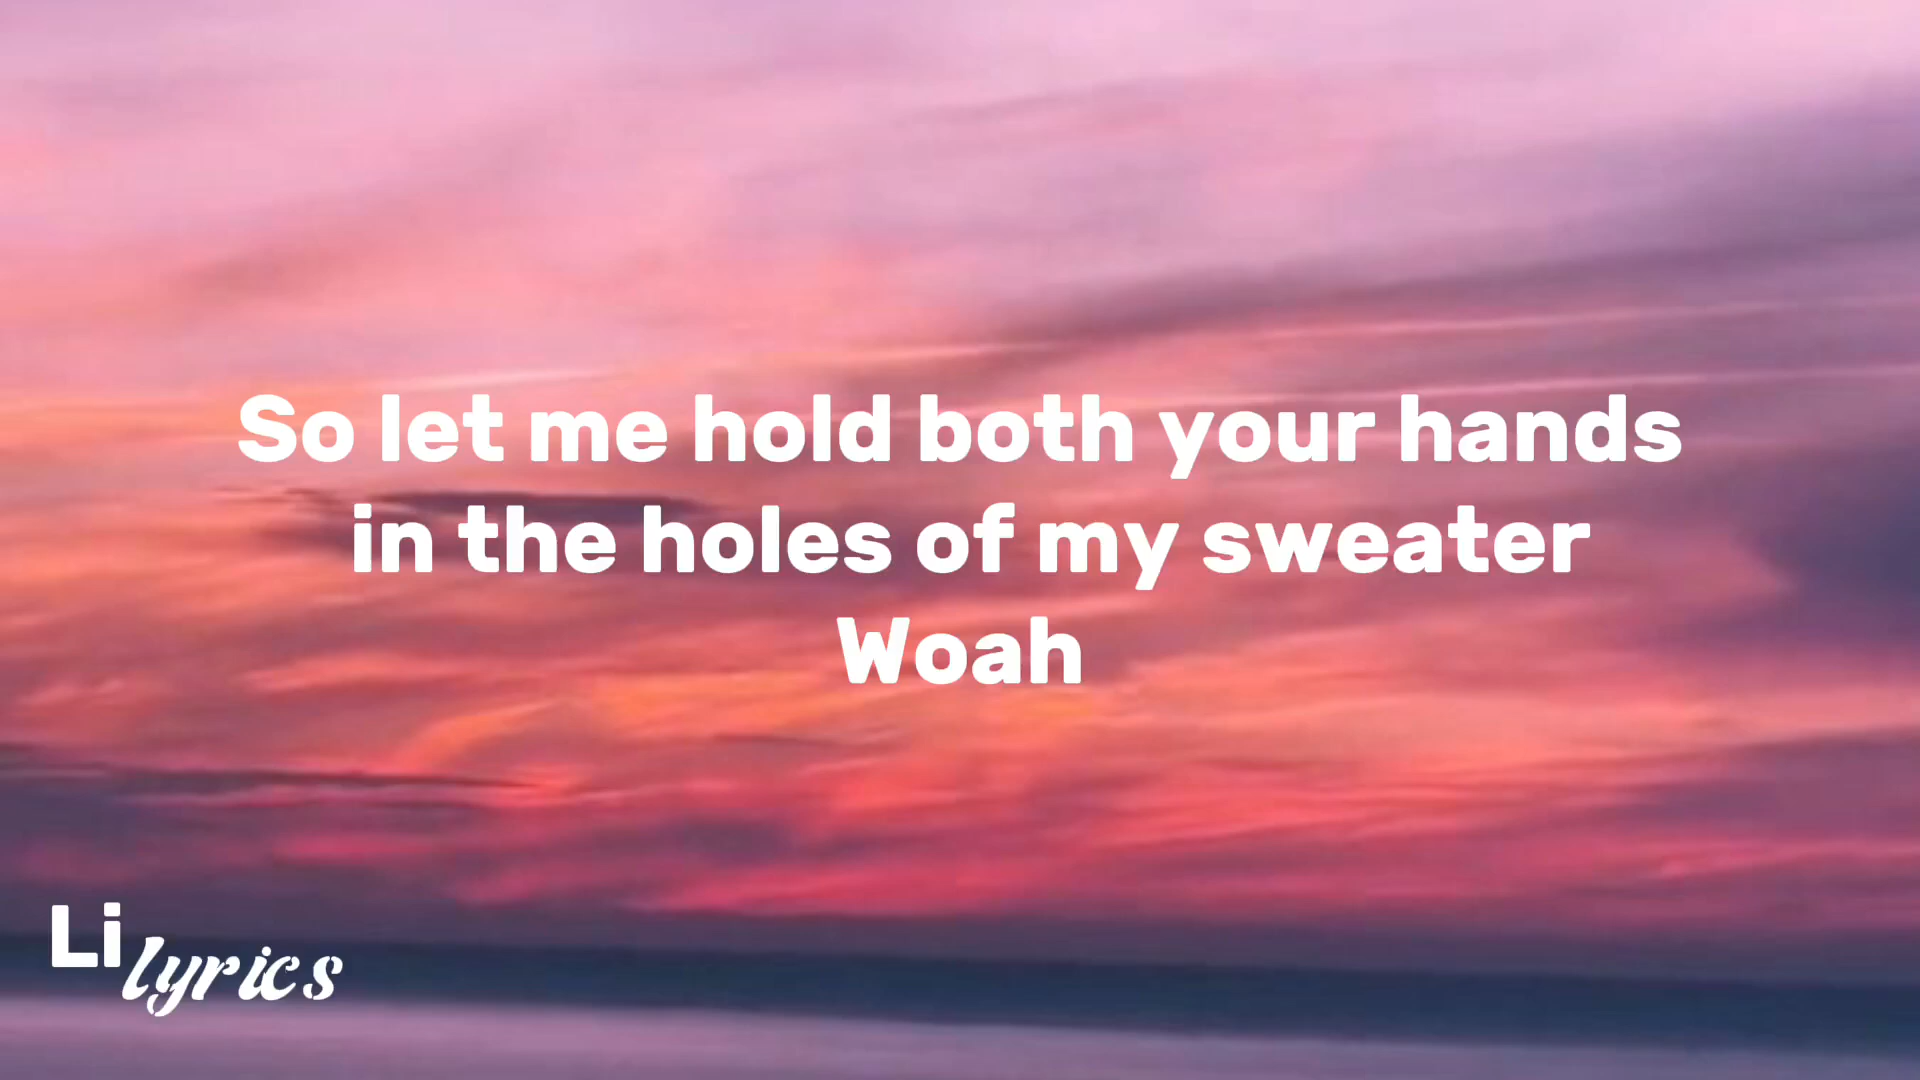 So let me hold both your hands
in the holes of my sweater
Woah
Li lyrics